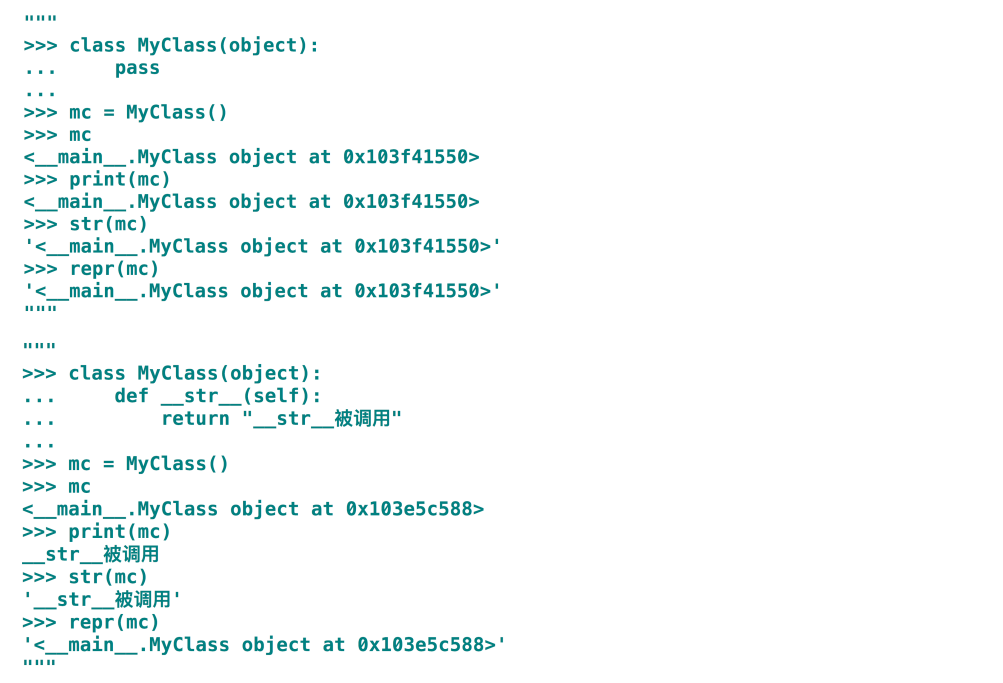 """
>>> class MyClass(object):
...     pass
...
>>> mc = MyClass()
>>> mc
<__main__.MyClass object at 0x103f41550>
>>> print(mc)
<__main__.MyClass object at 0x103f41550>
>>> str(mc)
'<__main__.MyClass object at 0x103f41550>'
>>> repr(mc)
'<__main__.MyClass object at 0x103f41550>'
"""
"""
>>> class MyClass(object):
...     def __str__(self):
...         return "__str__被调用"
...
>>> mc = MyClass()
>>> mc
<__main__.MyClass object at 0x103e5c588>
>>> print(mc)
__str__被调用
>>> str(mc)
'__str__被调用'
>>> repr(mc)
'<__main__.MyClass object at 0x103e5c588>'
"""